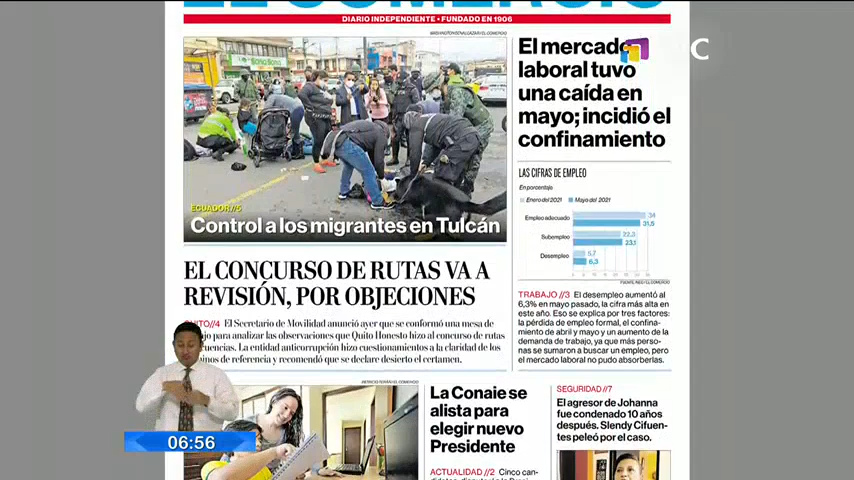 EL COMERCIO
DIARIO INDEPENDIENTE • FUNDADO EN 1906
C
Banco
ECUADOR//5
Control a los migrantes en Tulcán
El mercado
laboral tuvo
una caída en
mayo; incidió el
confinamiento
LAS CIFRAS DE EMPLEO
En porcentaje
Enero del 2021 Mayo del 2021
Empleo adecuado 34
31,5
Subempleo 22,3
23,1
Desempleo 5,7
6,3
TRABAJO //3 El desempleo aumentó al
6,3% en mayo pasado, la cifra más alta en
este año. Eso se explica por tres factores:
la pérdida de empleo formal, el confina-
miento de abril y mayo y un aumento de la
demanda de trabajo, ya que más perso-
nas se sumaron a buscar un empleo, pero
el mercado laboral no pudo absorberlas.
EL CONCURSO DE RUTAS VA A
REVISIÓN, POR OBJECIONES
QUITO//4 El Secretario de Movilidad anunció ayer que se conformó una mesa de
jo para analizar las observaciones que Quito Honesto hizo al concurso de rutas
cuencias. La entidad anticorrupción hizo cuestionamientos a la claridad de los
inos de referencia y recomendó que se declare desierto el certamen.
La Conaie se
alista para
elegir nuevo
Presidente
ACTUALIDAD //2 Cinco can-
SEGURIDAD //7
El agresor de Johanna
fue condenado 10 años
después. Slendy Cifuen-
tes peleó por el caso.
06:56